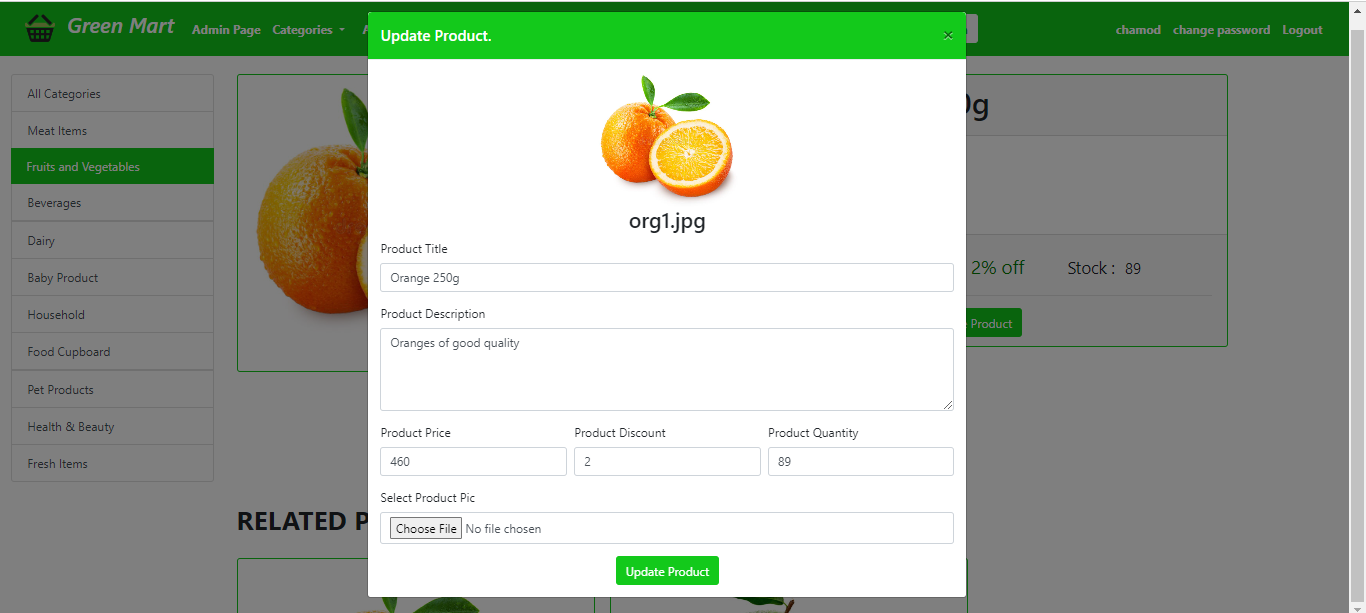 Green Mart Admin Page Categories
chamod change password Logout
Update Product.
×
org1.jpg
Product Title
Orange 250g
Product Description
Oranges of good quality
Product Price Product Discount Product Quantity
460 2 89
Select Product Pic
Choose File No file chosen
Update Product
All Categories
Meat Items
Fruits and Vegetables
Beverages
Dairy
Baby Product
Household
Food Cupboard
Pet Products
Health & Beauty
Fresh Items
0g
2% off Stock : 89
Product
RELATED P